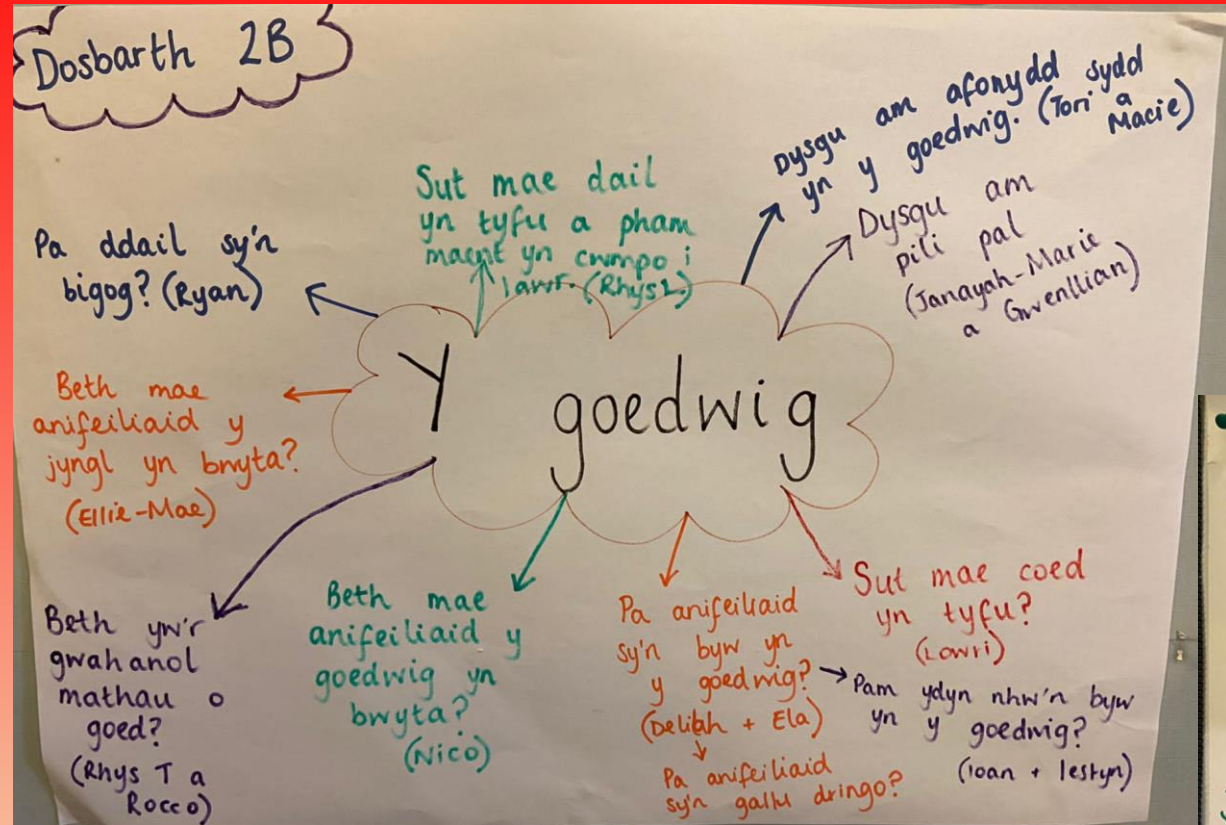 Dosbarth 2B
Pa ddail sy'n
bigog? (Ryan)
Sut mae dail
yn tyfu a pham
maent yn cwmpo i
lawr. (Rhys L)
Dysgu am afonydd sydd
yn y goedwig. (Tori a
Macie)
Dysgu am
pili pal
(Janayah-Marie
a Gwenllian)
Y goedwig
Beth mae
anifeiliaid y
jyngl yn bwyta?
(Ellie-Mae)
Beth yw'r
gwahanol
mathau o
goed?
(Rhys T a
Rocco)
Beth mae
anifeiliaid y
goedwig yn
bwyta?
(Nico)
Pa anifeiliaid
sy'n byw yn
y goedwig?
(Delilah + Ela)
Pa anifeiliaid
sy'n gallu dringo?
Sut mae coed
yn tyfu?
(Lowri)
Pam ydyn nhw'n byw
yn y goedwig?
(Ioan + Iestyn)